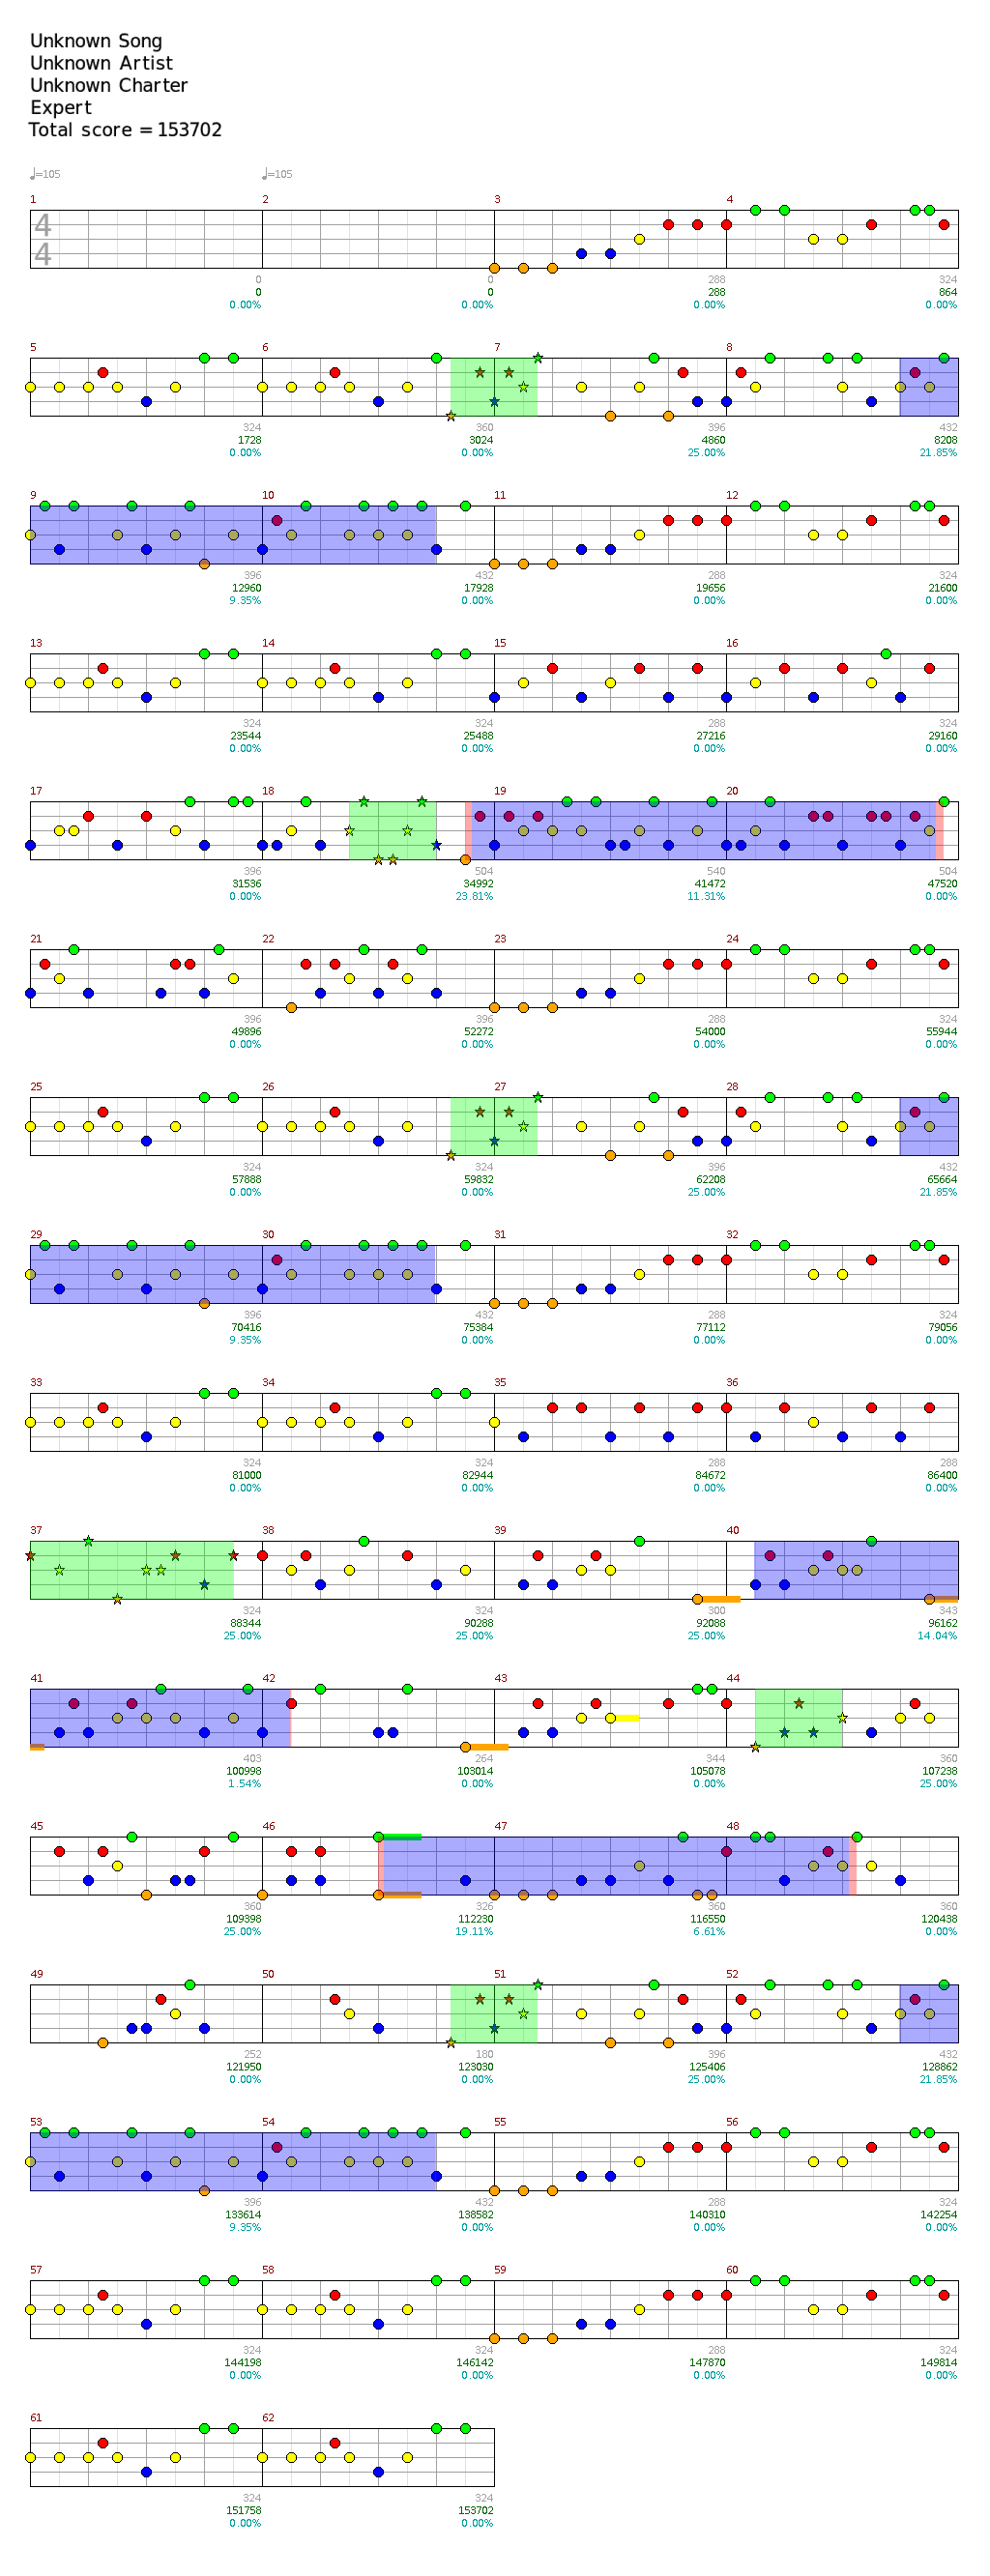 Unknown Song
Unknown Artist
Unknown Charter
Expert
Total score = 153702
♩=105 ♩=105
1 2 3 4
4
4
0 0 288 324
0 0 288 864
0.00% 0.00% 0.00% 0.00%
5 6 7 8
324 360 396 432
1728 3024 4860 8208
0.00% 0.00% 25.00% 21.85%
9 10 11 12
396 432 288 324
12960 17928 19656 21600
9.35% 0.00% 0.00% 0.00%
13 14 15 16
324 324 288 324
23544 25488 27216 29160
0.00% 0.00% 0.00% 0.00%
17 18 19 20
396 504 540 504
31536 34992 41472 47520
0.00% 23.81% 11.31% 0.00%
21 22 23 24
396 396 288 324
49896 52272 54000 55944
0.00% 0.00% 0.00% 0.00%
25 26 27 28
324 324 396 432
57888 59832 62208 65664
0.00% 0.00% 25.00% 21.85%
29 30 31 32
396 432 288 324
70416 75384 77112 79056
9.35% 0.00% 0.00% 0.00%
33 34 35 36
324 324 288 288
81000 82944 84672 86400
0.00% 0.00% 0.00% 0.00%
37 38 39 40
324 324 300 343
88344 90288 92088 96162
25.00% 25.00% 25.00% 14.04%
41 42 43 44
403 264 344 360
100998 103014 105078 107238
1.54% 0.00% 0.00% 25.00%
45 46 47 48
360 326 360 360
109398 112230 116550 120438
25.00% 19.11% 6.61% 0.00%
49 50 51 52
252 180 396 432
121950 123030 125406 128862
0.00% 0.00% 25.00% 21.85%
53 54 55 56
396 432 288 324
133614 138582 140310 142254
9.35% 0.00% 0.00% 0.00%
57 58 59 60
324 324 288 324
144198 146142 147870 149814
0.00% 0.00% 0.00% 0.00%
61 62
324 324
151758 153702
0.00% 0.00%